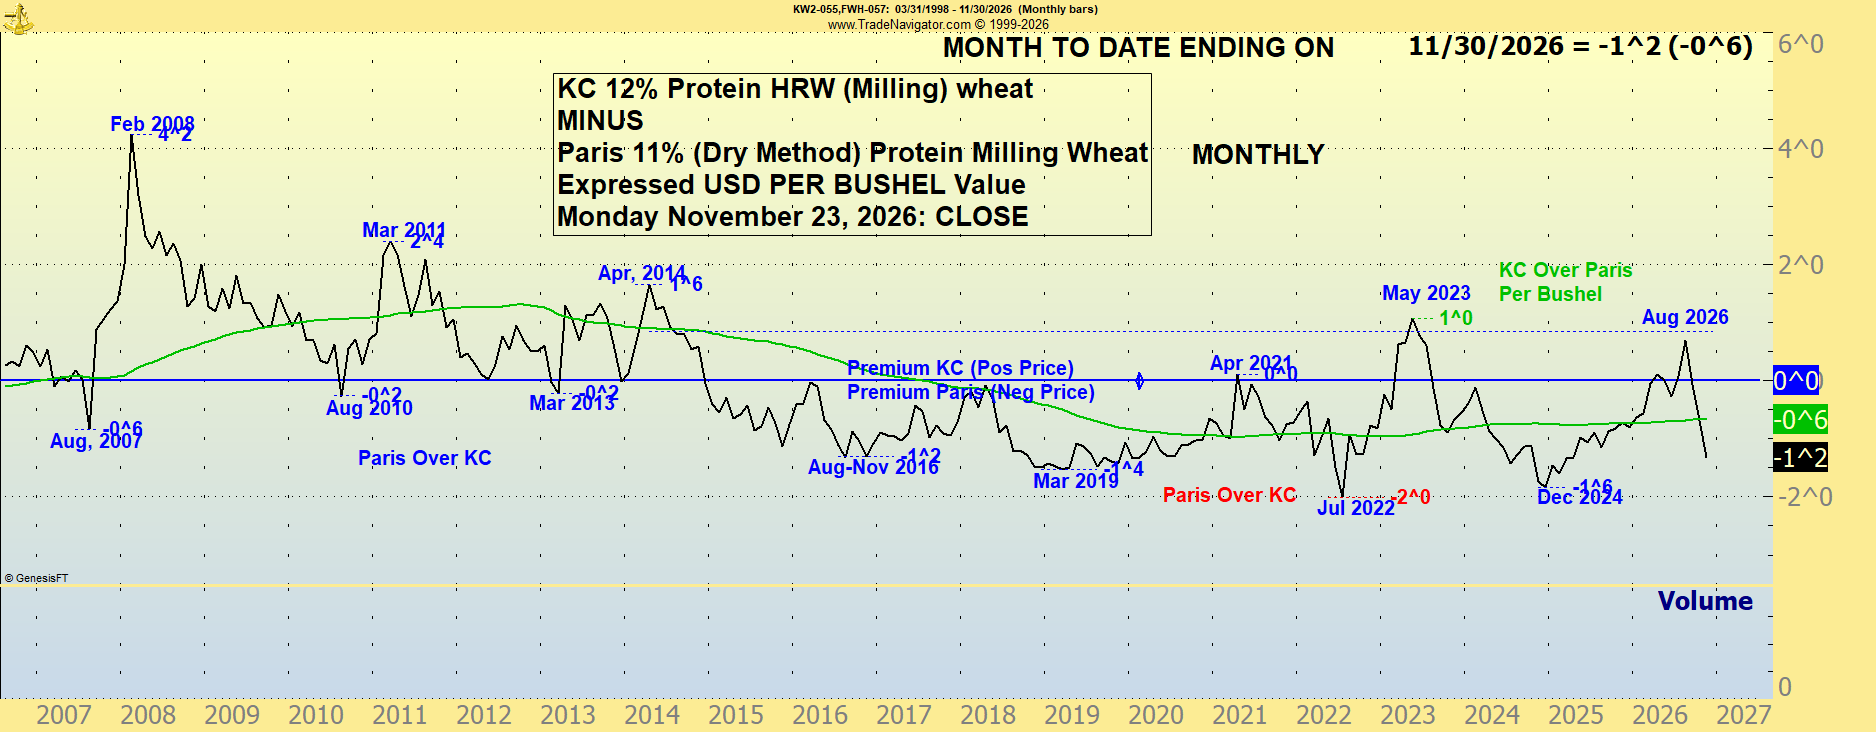 KW2-055,FWH-057: 03/31/1998 - 11/30/2026 (Monthly bars)
www.TradeNavigator.com © 1999-2026
MONTH TO DATE ENDING ON 11/30/2026 = -1^2 (-0^6)
KC 12% Protein HRW (Milling) wheat
MINUS
Paris 11% (Dry Method) Protein Milling Wheat
Expressed USD PER BUSHEL Value
Monday November 23, 2026: CLOSE
MONTHLY
6^0
4^0
2^0
0^0
-0^6
-1^2
-2^0
Feb 2008
4^2
Mar 2011
2^4
Apr, 2014
1^6
KC Over Paris
Per Bushel
May 2023
1^0
Aug 2026
Premium KC (Pos Price)
Premium Paris (Neg Price)
Apr 2021
0^0
-0^6
Aug, 2007
-0^2
Aug 2010
-0^2
Mar 2013
Paris Over KC
-1^2
Aug-Nov 2016
-1^4
Mar 2019
Paris Over KC
-2^0
Jul 2022
-1^6
Dec 2024
© GenesisFT
Volume
0
2007 2008 2009 2010 2011 2012 2013 2014 2015 2016 2017 2018 2019 2020 2021 2022 2023 2024 2025 2026 2027